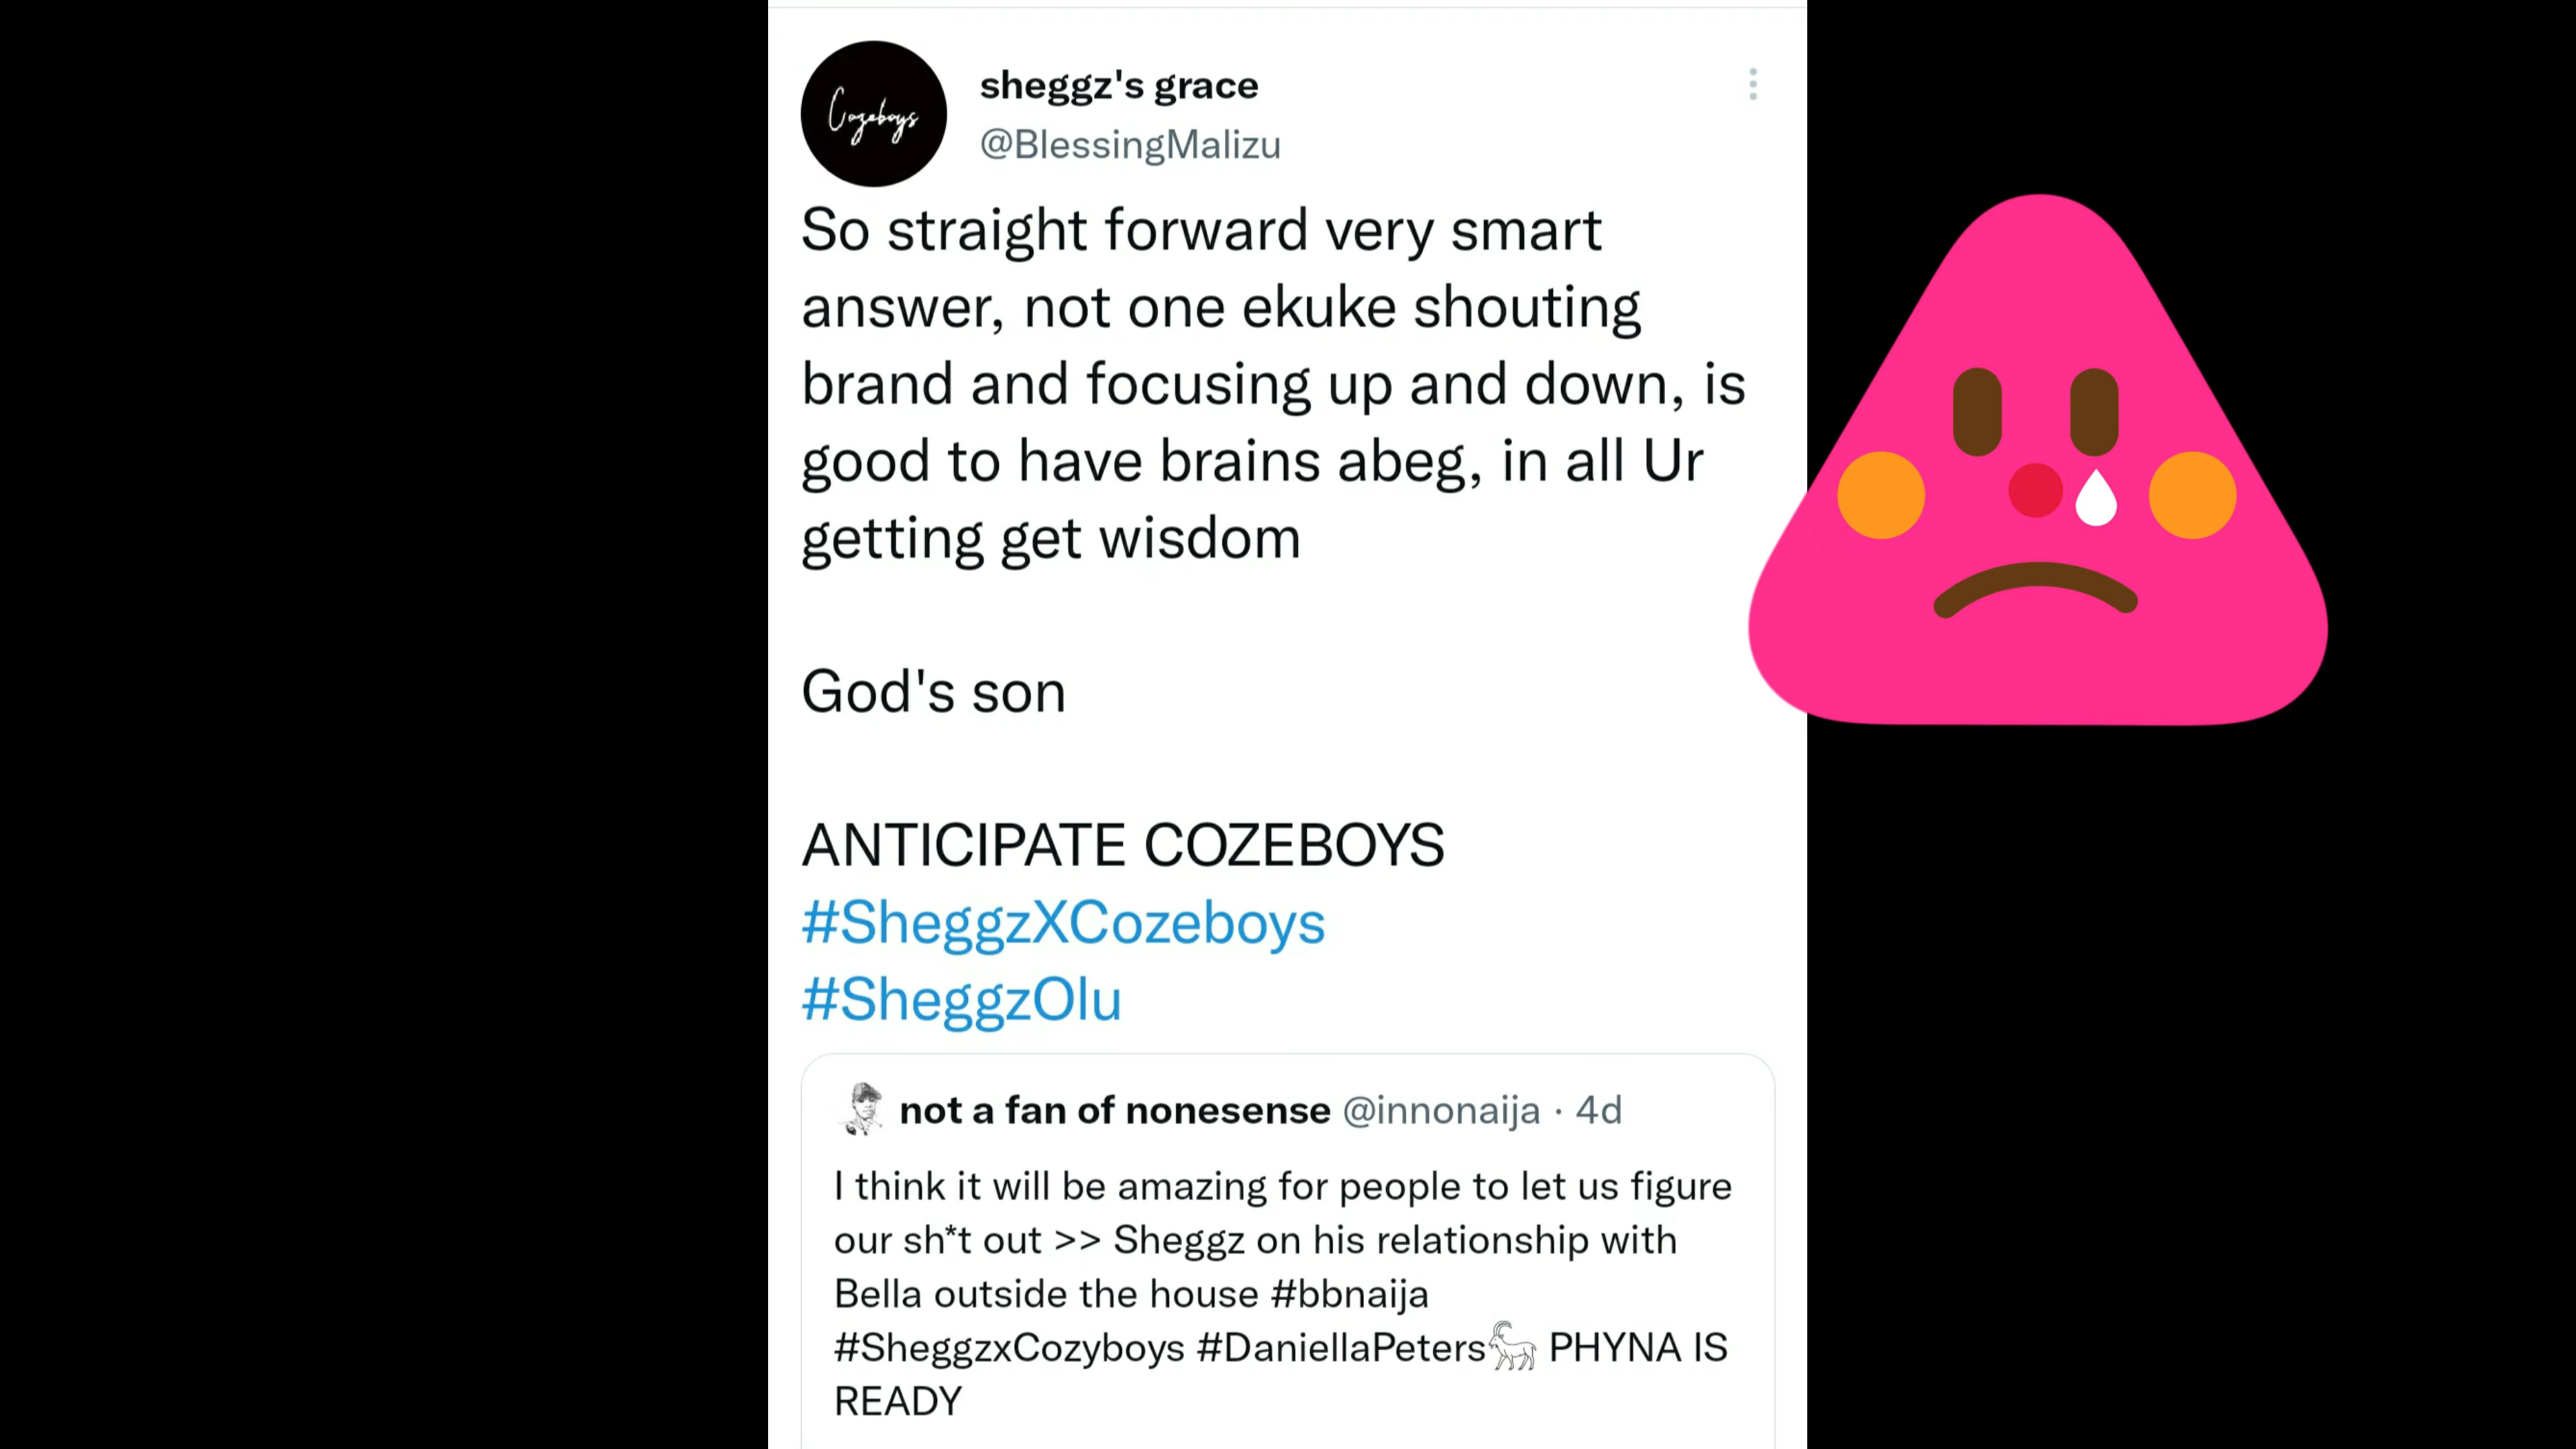 Cozeboys
sheggz's grace
@BlessingMalizu
So straight forward very smart
answer, not one ekuke shouting
brand and focusing up and down, is
good to have brains abeg, in all Ur
getting get wisdom
God's son
ANTICIPATE COZEBOYS
#SheggzXCozeboys
#SheggzOlu
not a fan of nonesense @innonaija · 4d
I think it will be amazing for people to let us figure
our sh*t out >> Sheggz on his relationship with
Bella outside the house #bbnaija
#SheggzxCozyboys #DaniellaPeters PHYNA IS
READY